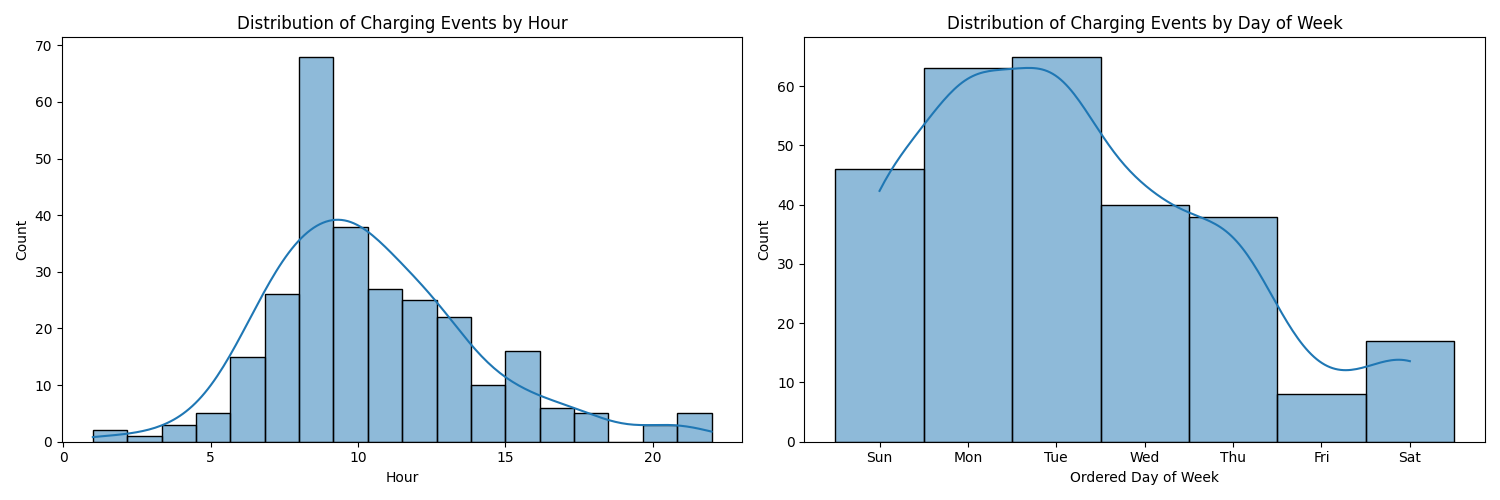 Distribution of Charging Events by Hour
Count
70
60
50
40
30
20
10
0
0 5 10 15 20
Hour
Distribution of Charging Events by Day of Week
Count
60
50
40
30
20
10
0
Sun Mon Tue Wed Thu Fri Sat
Ordered Day of Week